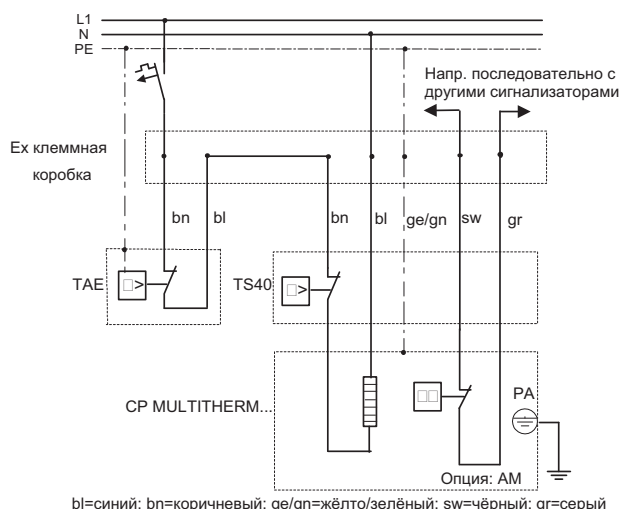 L1
N
PE
Напр. последовательно с
другими сигнализаторами
Ex клеммная
коробка
bn
bl
bn
bl
ge/gn
sw
gr
TAE
TS40
CP MULTITHERM...
PA
Опция: AM
bl=синий; bn=коричневый; ge/gn=жёлто/зелёный; sw=чёрный; gr=серый